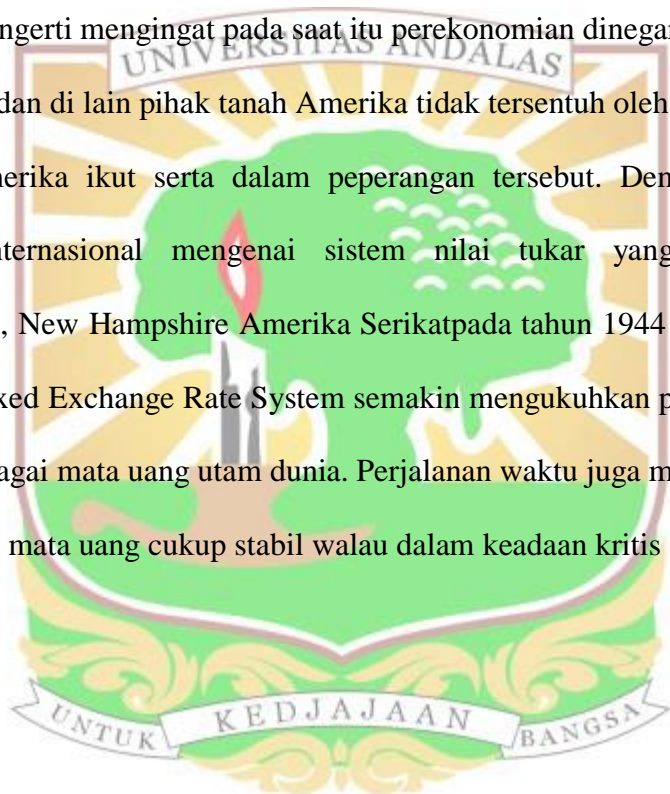 ngerti mengingat pada saat itu perekonomian dinegar
UNIVERSITAS ANDALAS
dan di lain pihak tanah Amerika tidak tersentuh oleh
merika ikut serta dalam peperangan tersebut. Den
nternasional mengenai sistem nilai tukar yang
, New Hampshire Amerika Serikatpada tahun 1944
xed Exchange Rate System semakin mengukuhkan p
agai mata uang utam dunia. Perjalanan waktu juga m
mata uang cukup stabil walau dalam keadaan kritis
UNTUK KEDJAJAAN BANGSA